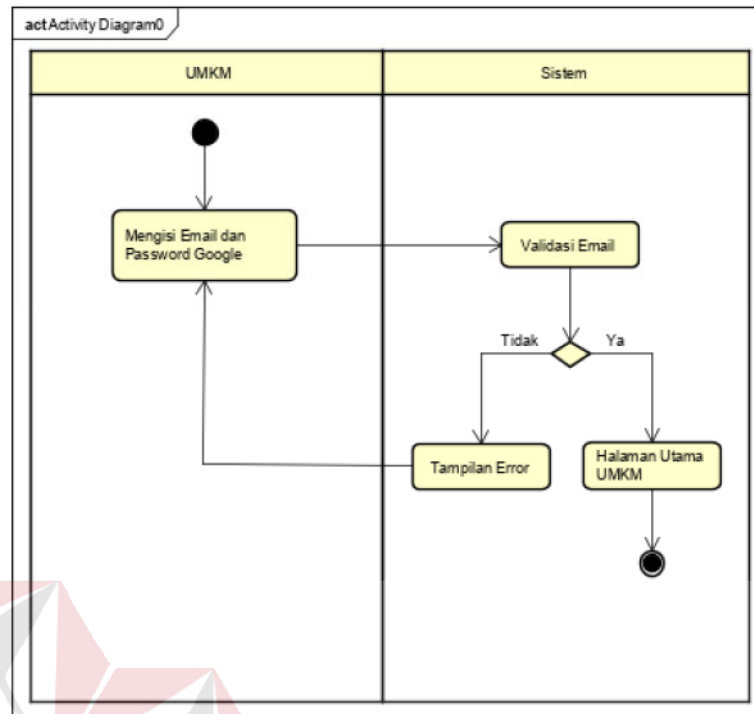 act Activity Diagram0
UMKM
Sistem
Mengisi Email dan
Password Google
Validasi Email
Tidak
Ya
Tampilan Error
Halaman Utama
UMKM